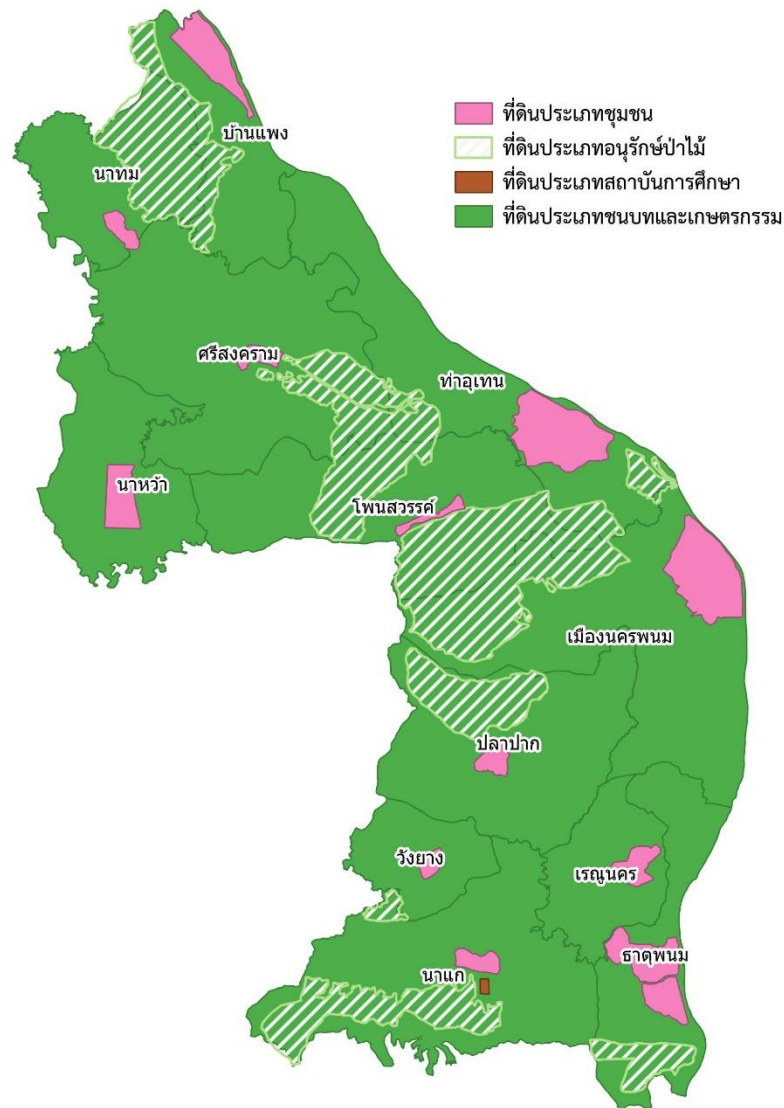 ที่ดินประเภทชุมชน
ที่ดินประเภทอนุรักษ์ป่าไม้
ที่ดินประเภทสถาบันการศึกษา
ที่ดินประเภทชนบทและเกษตรกรรม
บ้านแพง
นาทม
ศรีสงคราม
ท่าอุเทน
นาหว้า
โพนสวรรค์
เมืองนครพนม
ปลาปาก
วังยาง
เรณูนคร
ธาตุพนม
นาแก